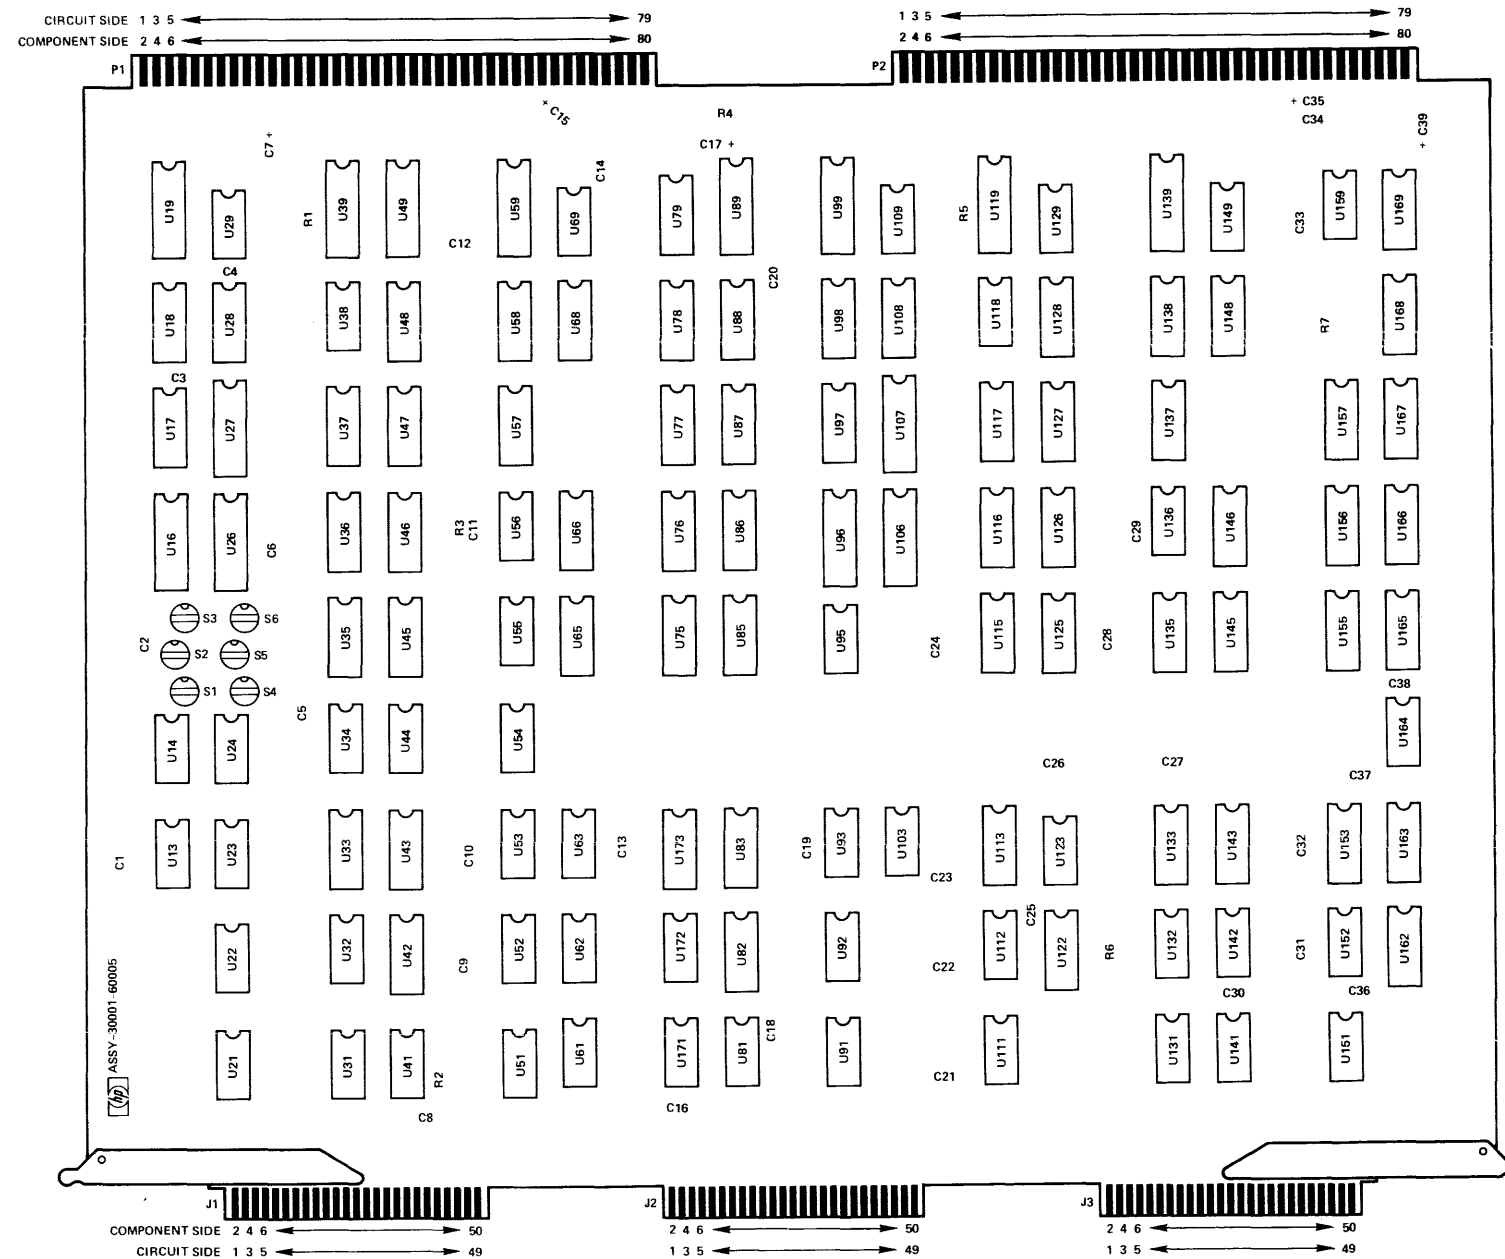 CIRCUIT SIDE 1 3 5 79
COMPONENT SIDE 2 4 6 80
1 3 5 79
2 4 6 80
P1
P2
C15
R4
C35
C34
C39
C7
C17
C14
U19
U29
R1
U39
U49
C12
U59
U69
U79
U89
U99
U109
R5
U119
U129
U139
U149
C33
U159
U169
C4
C20
U18
U28
U38
U48
U58
U68
U78
U88
U98
U108
U118
U128
U138
U148
R7
U168
C3
U17
U27
U37
U47
U57
U77
U87
U97
U107
U117
U127
U137
U157
U167
U16
U26
C6
U36
U46
R3
C11
U56
U66
U76
U86
U96
U106
U116
U126
C29
U136
U146
U156
U166
S3
S6
C2
S2
S5
S1
S4
U35
U45
U55
U65
U75
U85
U95
C24
U115
U125
C28
U135
U145
U155
U165
C38
C5
U14
U24
U34
U44
U54
C26
C27
U164
C37
C1
U13
U23
U33
U43
C10
U53
U63
C13
U173
U83
C19
U93
U103
C23
U113
U123
U133
U143
C32
U153
U163
U22
U32
U42
C9
U52
U62
U172
U82
U92
C22
U112
C25
U122
R6
U132
U142
C30
C31
U152
C36
U162
ASSY-30001-60005
hp
U21
U31
U41
R2
C8
U51
U61
C16
U171
U81
C18
U91
C21
U111
U131
U141
U151
J1
J2
J3
COMPONENT SIDE 2 4 6 50
CIRCUIT SIDE 1 3 5 49
2 4 6 50
1 3 5 49
2 4 6 50
1 3 5 49